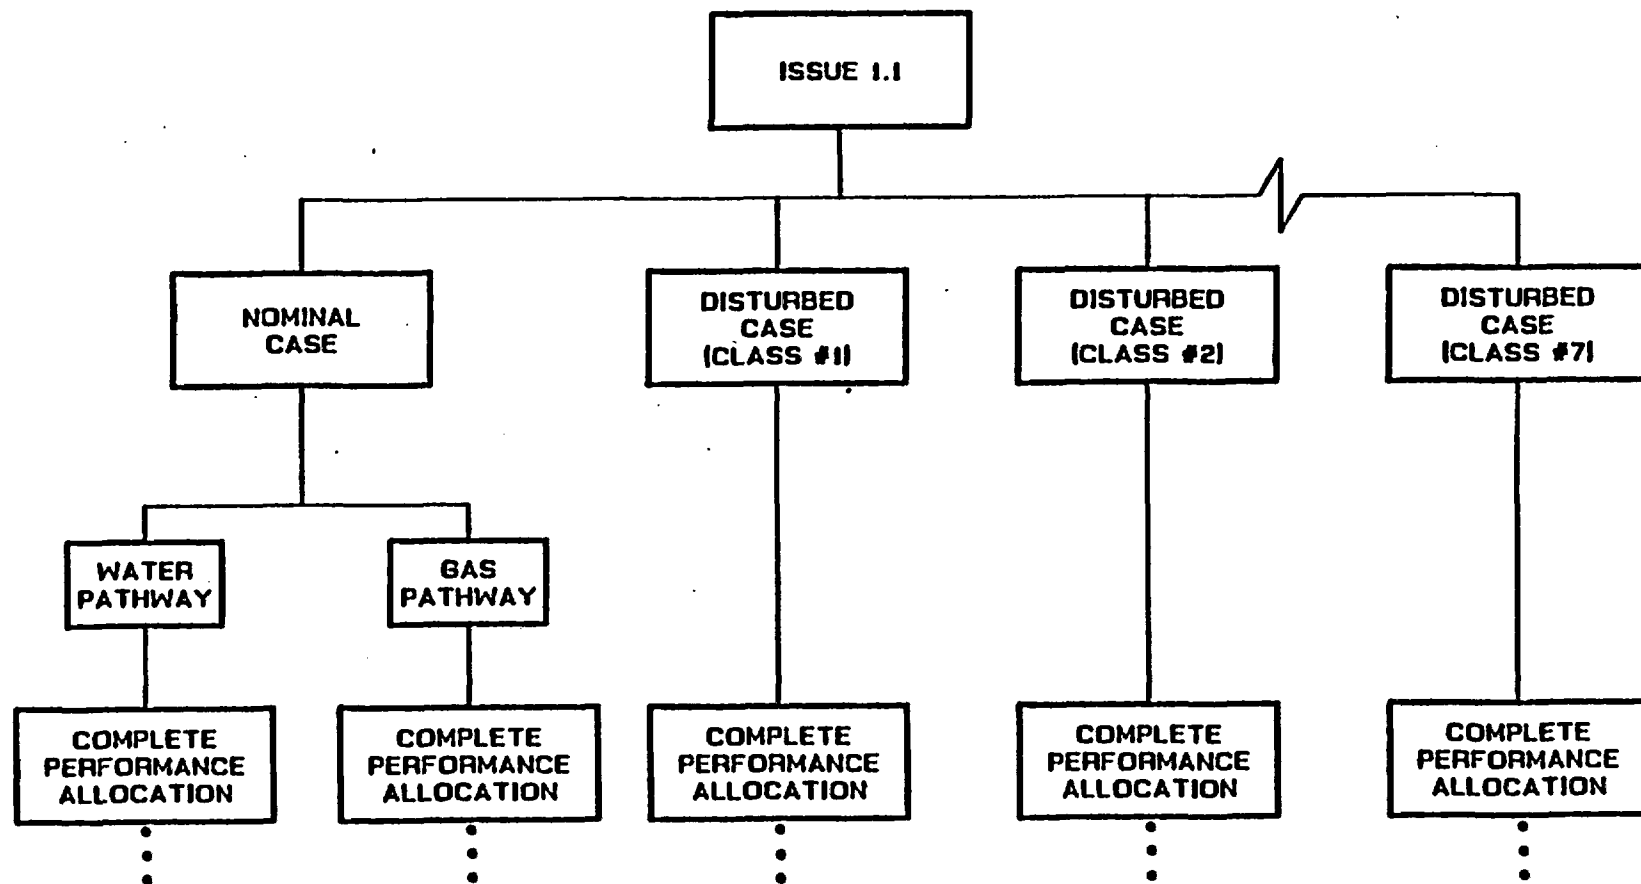 ISSUE 1.1
NOMINAL
CASE
DISTURBED
CASE
(CLASS #1)
DISTURBED
CASE
(CLASS #2)
DISTURBED
CASE
(CLASS #7)
WATER
PATHWAY
GAS
PATHWAY
COMPLETE
PERFORMANCE
ALLOCATION
COMPLETE
PERFORMANCE
ALLOCATION
COMPLETE
PERFORMANCE
ALLOCATION
COMPLETE
PERFORMANCE
ALLOCATION
COMPLETE
PERFORMANCE
ALLOCATION